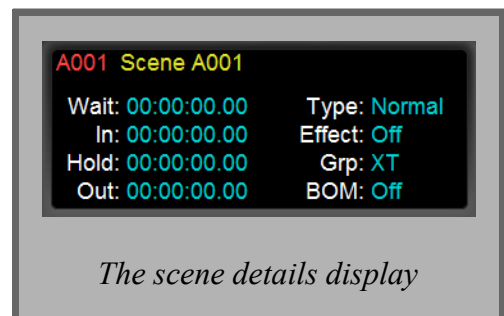 A001 Scene A001
Wait: 00:00:00.00 Type: Normal
In: 00:00:00.00 Effect: Off
Hold: 00:00:00.00 Grp: XT
Out: 00:00:00.00 BOM: Off
The scene details display